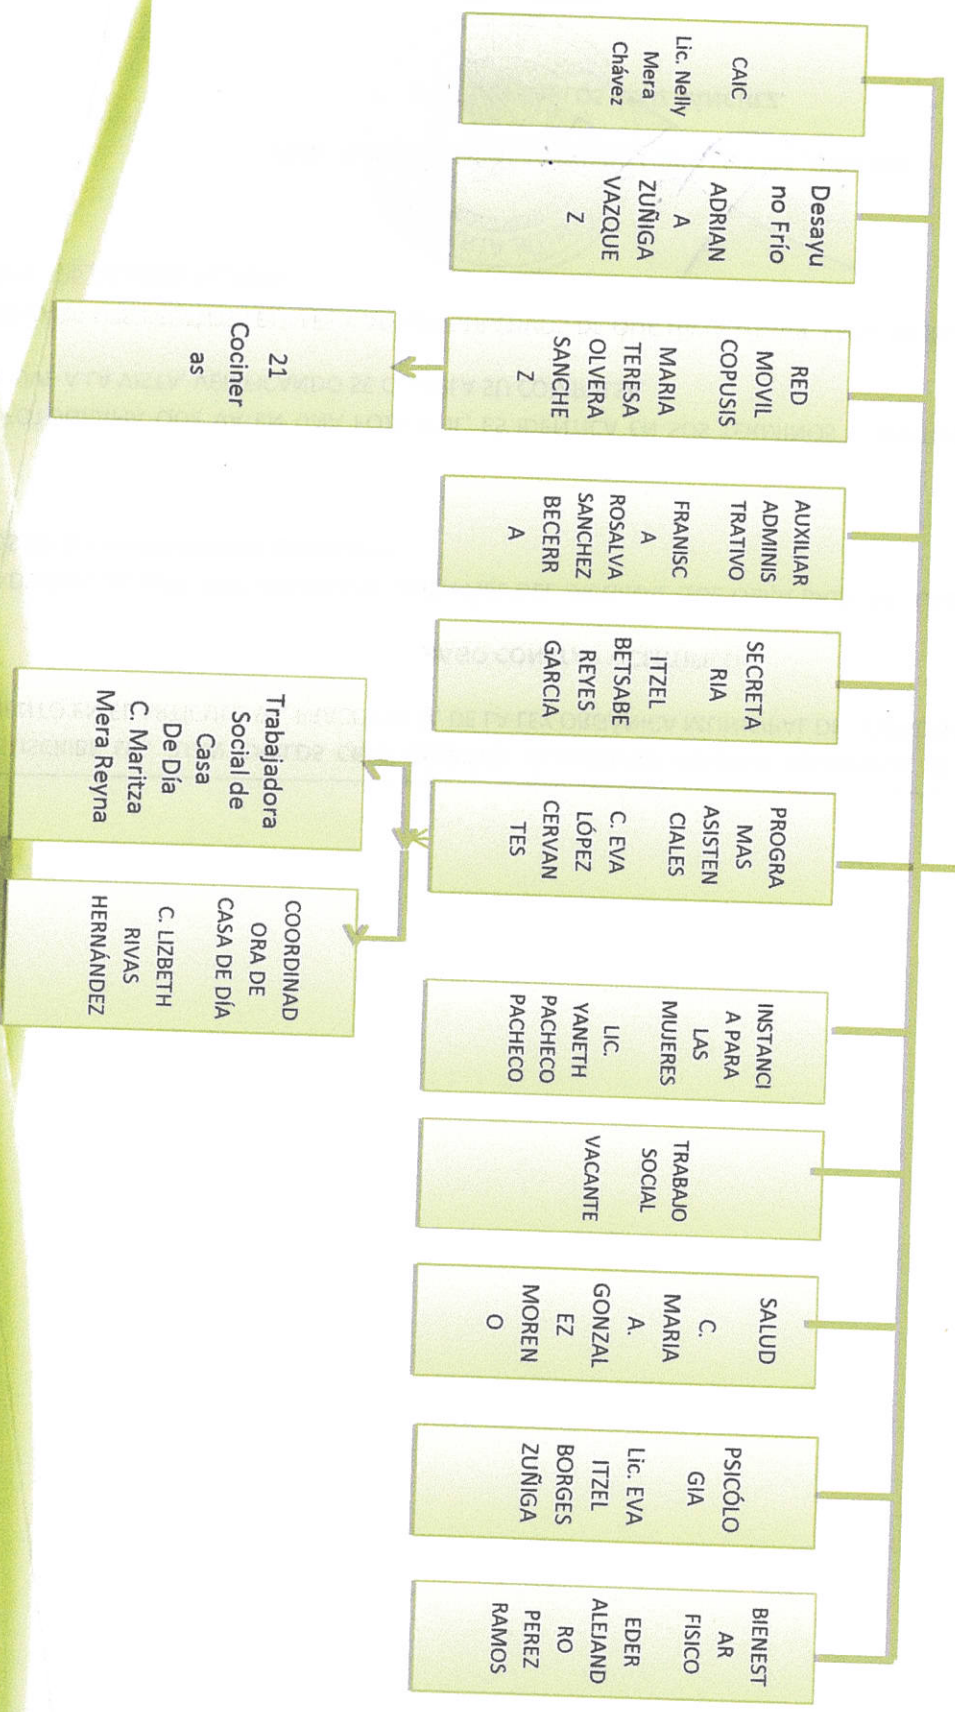 CAIC
Lic. Nelly
Mera
Chávez
Desayu
no Frío
ADRIAN
A
ZÚÑIGA
VAZQUE
Z
RED
MOVIL
COPUSIS
MARIA
TERESA
OLVERA
SANCHE
Z
21
Cociner
as
AUXILIAR
ADMINIS
TRATIVO
FRANISC
A
ROSALVA
SANCHEZ
BECERR
A
SECRETA
RIA
ITZEL
BETSABE
REYES
GARCIA
PROGRA
MAS
ASISTEN
CIALES
C. EVA
LÓPEZ
CERVAN
TES
Trabajadora
Social de
Casa
De Día
C. Maritza
Mera Reyna
COORDINAD
ORA DE
CASA DE DÍA
C. LIZBETH
RIVAS
HERNÁNDEZ
INSTANCI
A PARA
LAS
MUJERES
LIC.
YANETH
PACHECO
PACHECO
TRABAJO
SOCIAL
VACANTE
SALUD
C.
MARIA
A.
GONZAL
EZ
MOREN
O
PSICÓLO
GIA
Lic. EVA
ITZEL
BORGES
ZUÑIGA
BIENEST
AR
FISICO
EDER
ALEJAND
RO
PEREZ
RAMOS